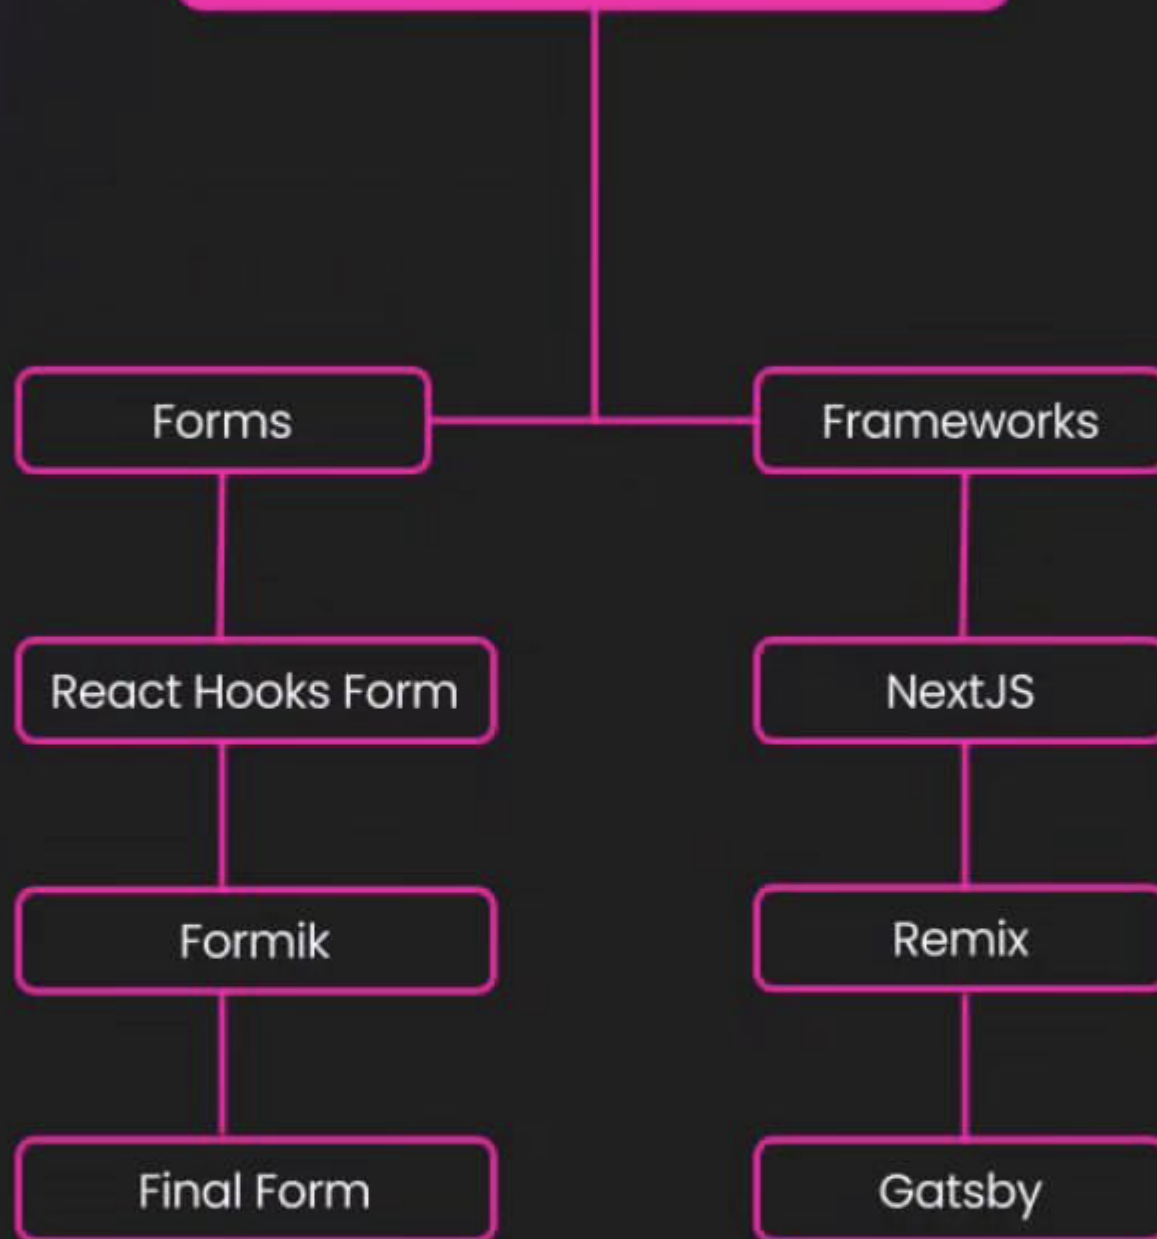 Forms
Frameworks
React Hooks Form
NextJS
Formik
Remix
Final Form
Gatsby